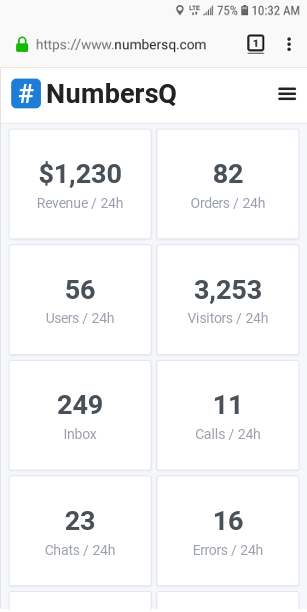 LTE 75% 10:32 AM
https://www.numbersq.com 1
# NumbersQ
$1,230 82
Revenue / 24h Orders / 24h
56 3,253
Users / 24h Visitors / 24h
249 11
Inbox Calls / 24h
23 16
Chats / 24h Errors / 24h